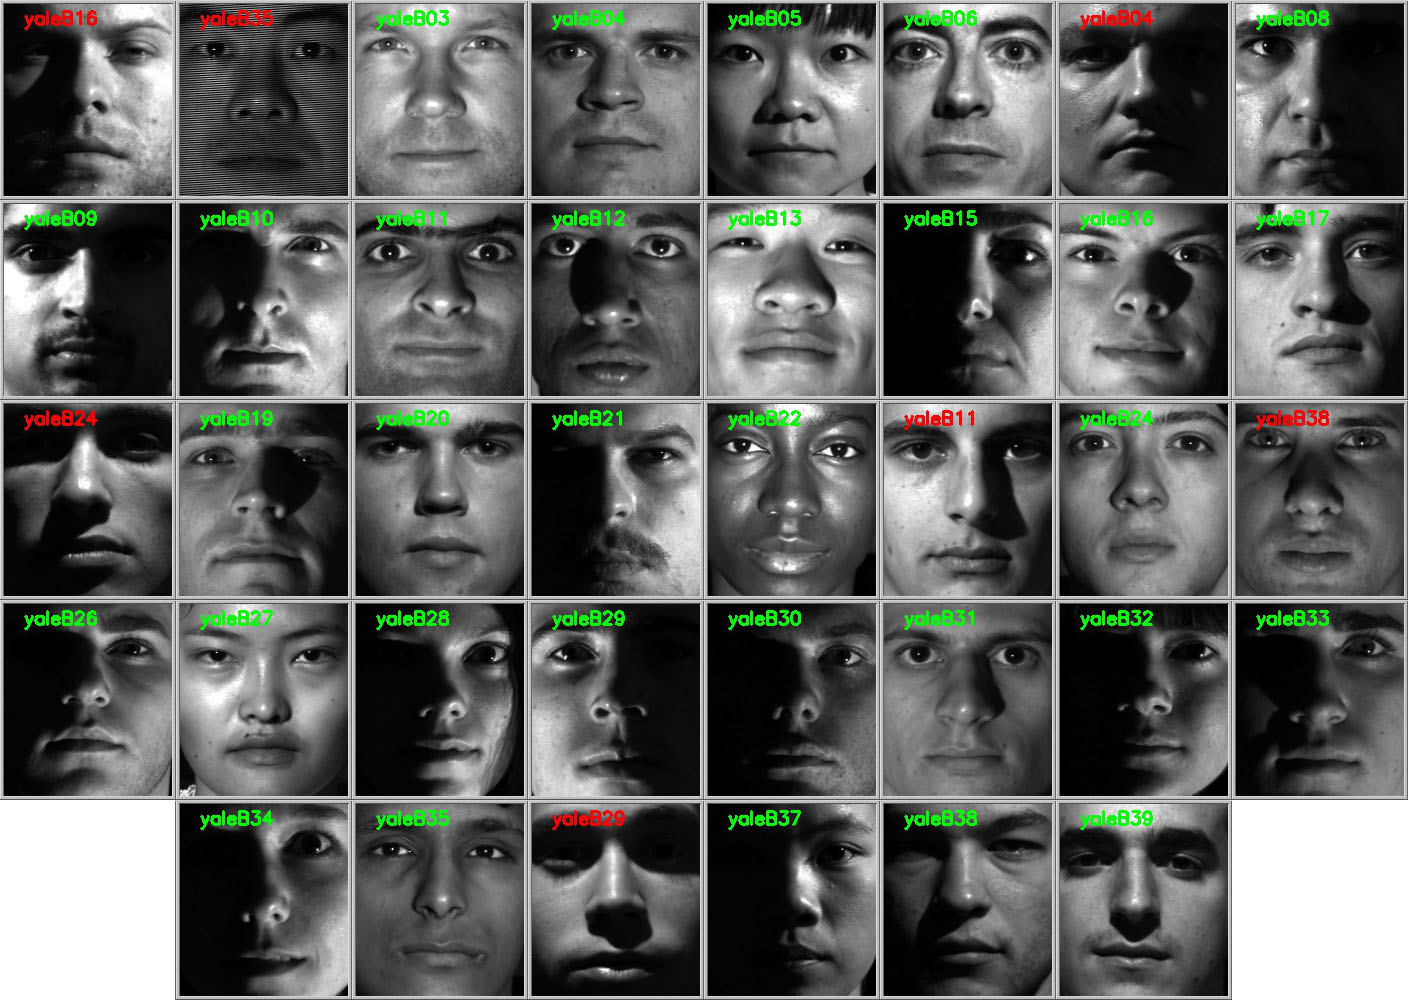 yaleB16 yaleB35 yaleB03 yaleB04 yaleB05 yaleB06 yaleB04 yaleB08
yaleB09 yaleB10 yaleB11 yaleB12 yaleB13 yaleB15 yaleB16 yaleB17
yaleB24 yaleB19 yaleB20 yaleB21 yaleB22 yaleB11 yaleB24 yaleB38
yaleB26 yaleB27 yaleB28 yaleB29 yaleB30 yaleB31 yaleB32 yaleB33
yaleB34 yaleB35 yaleB29 yaleB37 yaleB38 yaleB39